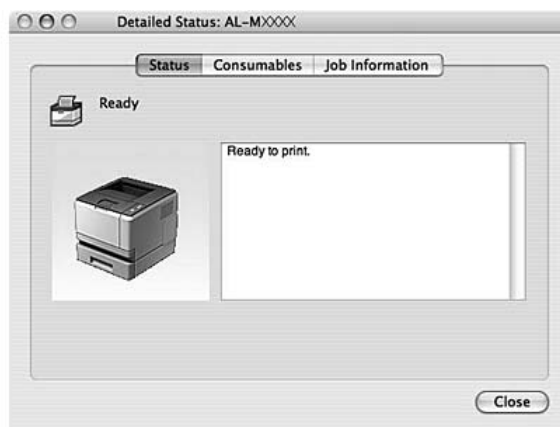 Detailed Status: AL-MXXXX
Status Consumables Job Information
Ready
Ready to print.
Close